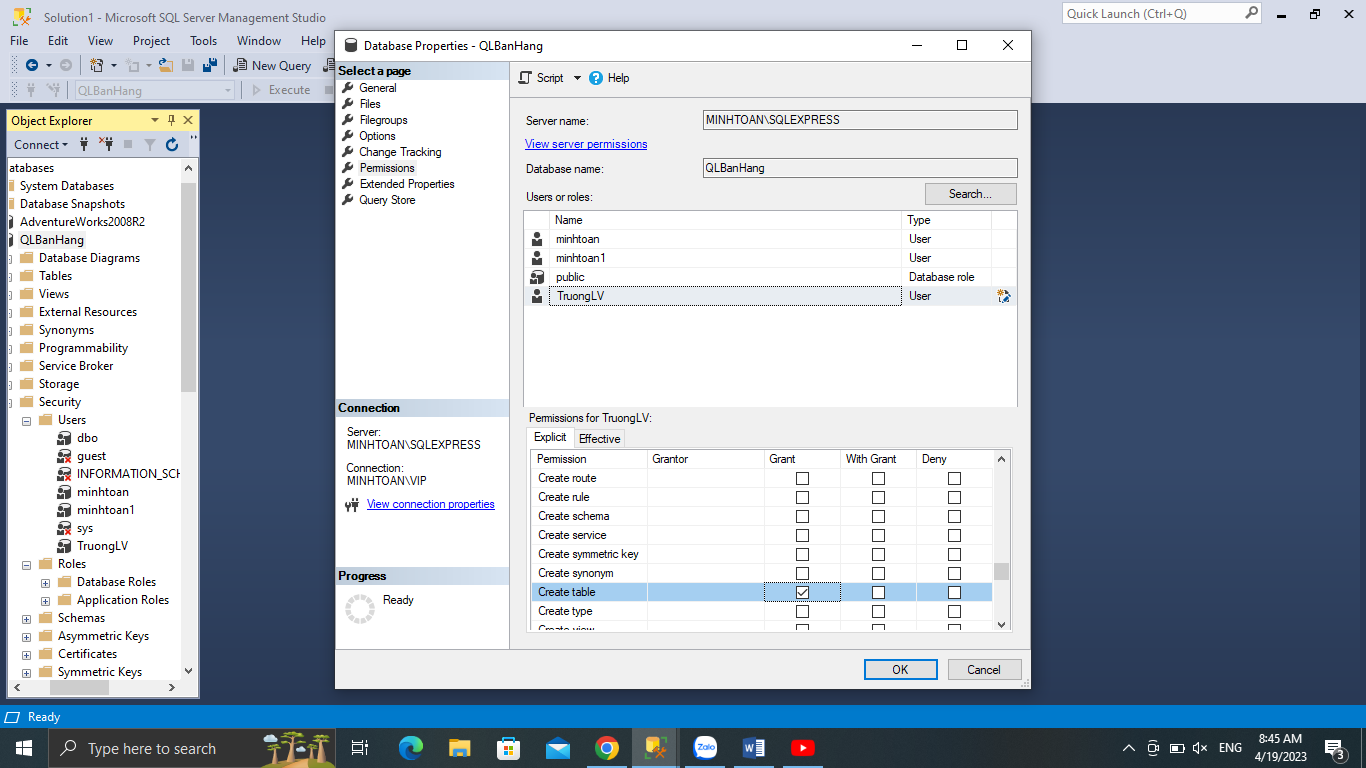 Solution1 - Microsoft SQL Server Management Studio
Quick Launch (Ctrl+Q)
File Edit View Project Tools Window Help
New Query
QLBanHang
Execute
Object Explorer
Connect
atabases
System Databases
Database Snapshots
AdventureWorks2008R2
QLBanHang
Database Diagrams
Tables
Views
External Resources
Synonyms
Programmability
Service Broker
Storage
Security
Users
dbo
guest
INFORMATION_SCH
minhtoan
minhtoan1
sys
TruongLV
Roles
Database Roles
Application Roles
Schemas
Asymmetric Keys
Certificates
Symmetric Keys
Database Properties - QLBanHang
Select a page
General
Files
Filegroups
Options
Change Tracking
Permissions
Extended Properties
Query Store
Connection
Server:
MINHTOAN\SQLEXPRESS
Connection:
MINHTOAN\VIP
View connection properties
Progress
Ready
Script Help
Server name: MINHTOAN\SQLEXPRESS
View server permissions
Database name: QLBanHang
Users or roles: Search...
Name Type
minhtoan User
minhtoan1 User
public Database role
TruongLV User
Permissions for TruongLV:
Explicit Effective
Permission Grantor Grant With Grant Deny
Create route
Create rule
Create schema
Create service
Create symmetric key
Create synonym
Create table
Create type
Create view
OK Cancel
Ready
Type here to search
Zalo
W
ENG
8:45 AM
4/19/2023
3